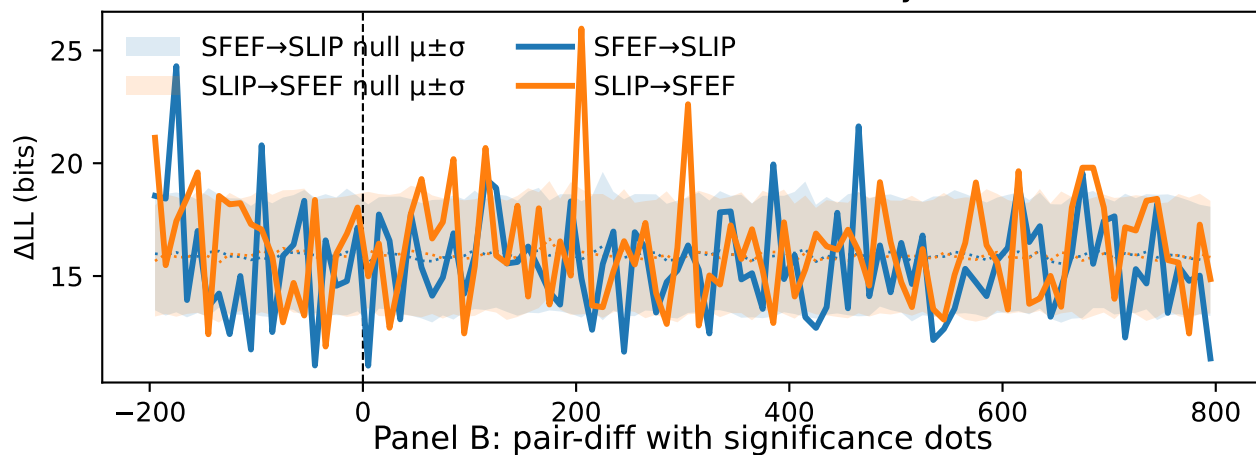 SFEF→SLIP null μ±σ
SLIP→SFEF null μ±σ
SFEF→SLIP
SLIP→SFEF
ΔLL (bits)
25
20
15
−200
0
200
400
600
800
Panel B: pair-diff with significance dots